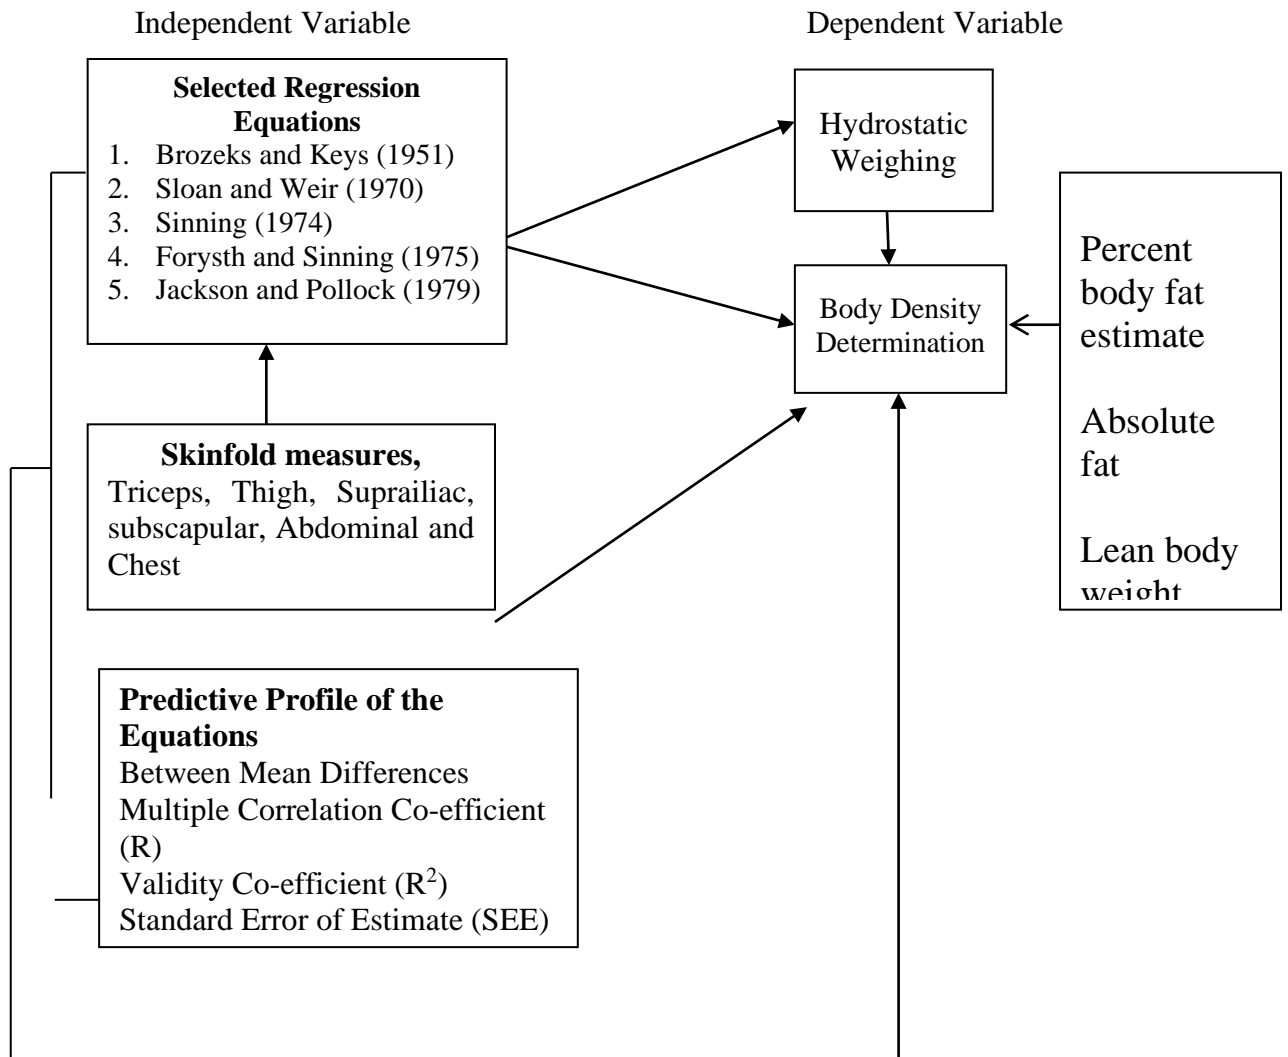 Independent Variable
Dependent Variable
Selected Regression
Equations
1. Brozeks and Keys (1951)
2. Sloan and Weir (1970)
3. Sinning (1974)
4. Forysth and Sinning (1975)
5. Jackson and Pollock (1979)
Hydrostatic
Weighing
Body Density
Determination
Percent
body fat
estimate
Absolute
fat
Lean body
weight
Skinfold measures,
Triceps, Thigh, Suprailiac,
subscapular, Abdominal and
Chest
Predictive Profile of the
Equations
Between Mean Differences
Multiple Correlation Co-efficient
(R)
Validity Co-efficient (R²)
Standard Error of Estimate (SEE)